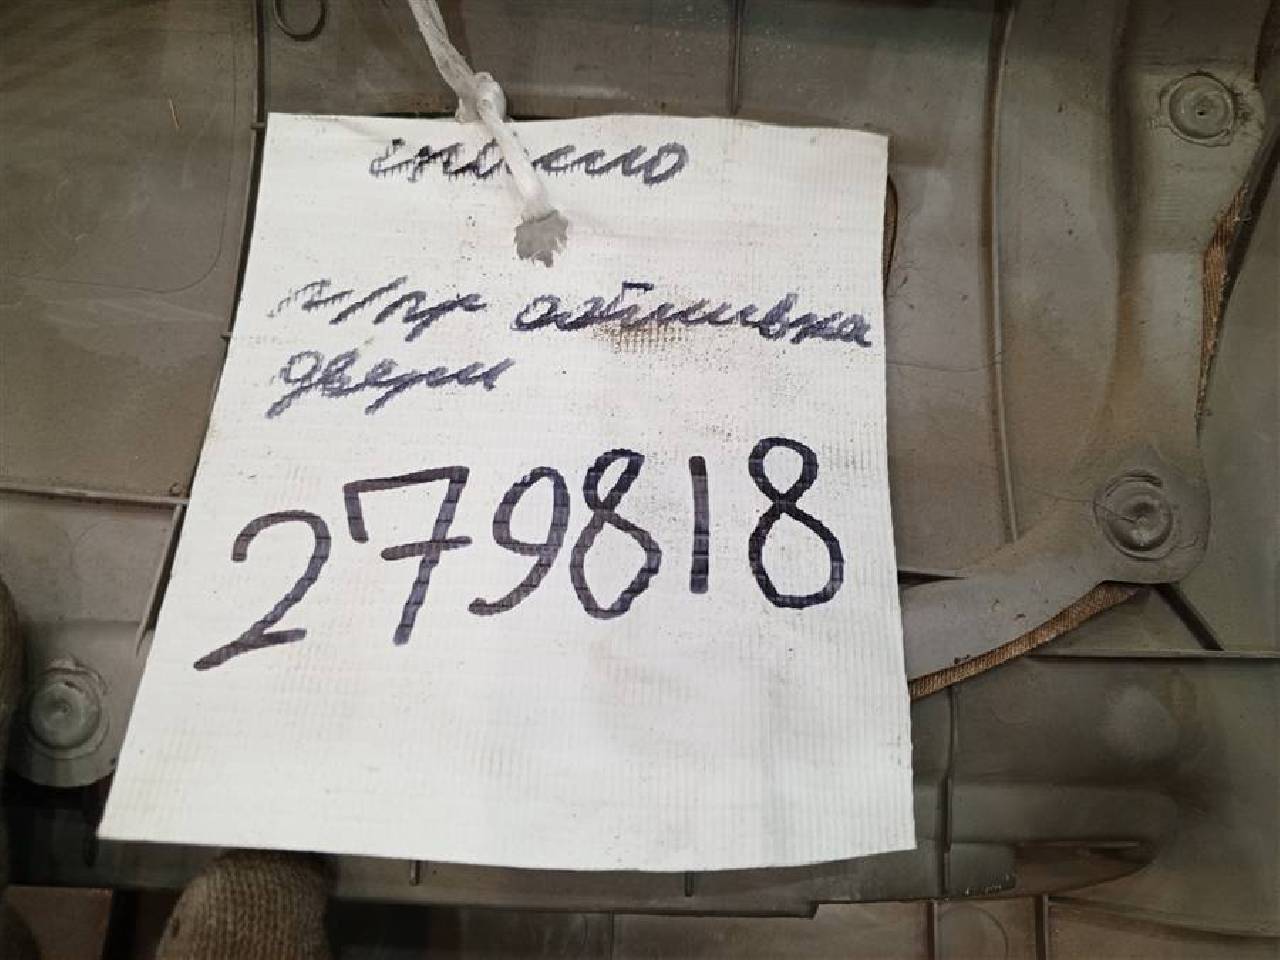 п/пр обшивка
двери
279818